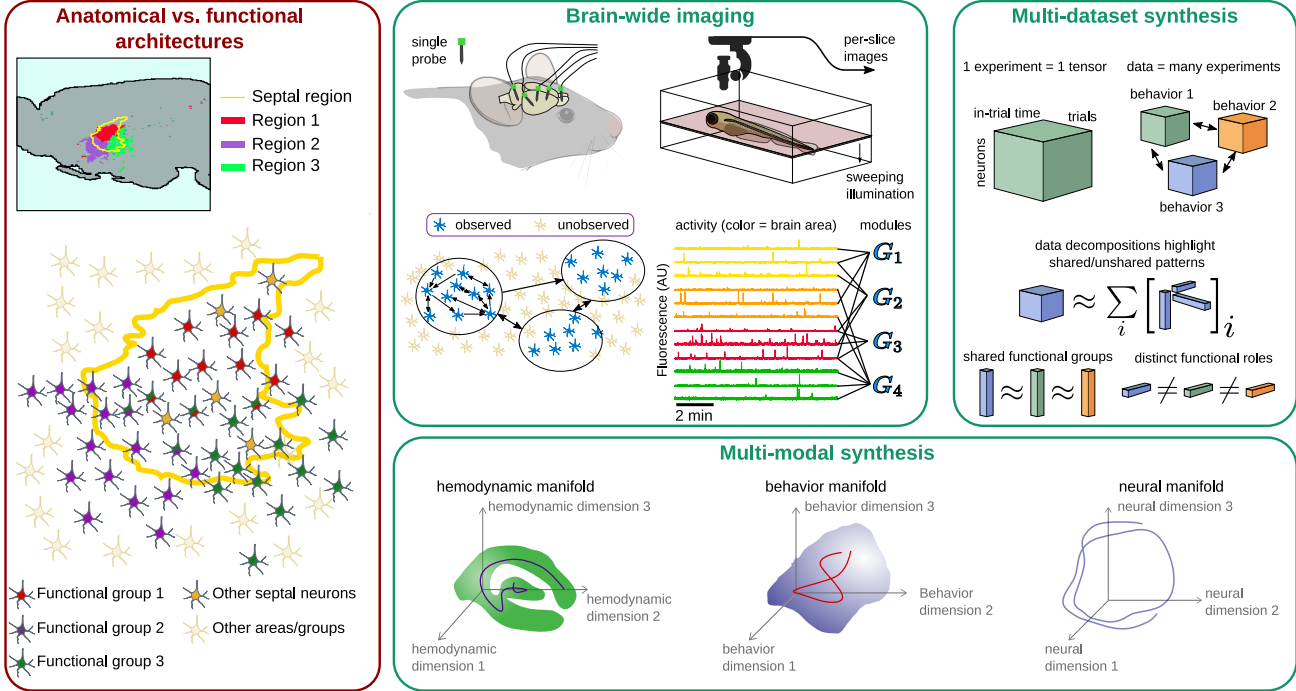 Anatomical vs. functional
architectures
Septal region
Region 1
Region 2
Region 3
Functional group 1
Other septal neurons
Functional group 2
Other areas/groups
Functional group 3
Brain-wide imaging
single
probe
per-slice
images
sweeping
illumination
observed
unobserved
activity (color = brain area)
modules
Fluorescence (AU)
G1
G2
G3
G4
2 min
Multi-dataset synthesis
1 experiment = 1 tensor
data = many experiments
in-trial time
trials
neurons
behavior 1
behavior 2
behavior 3
data decompositions highlight
shared/unshared patterns
≈ ∑ i [ ] i
shared functional groups
distinct functional roles
≈ ≈
≠ ≠
Multi-modal synthesis
hemodynamic manifold
hemodynamic dimension 3
hemodynamic
dimension 2
hemodynamic
dimension 1
behavior manifold
behavior dimension 3
Behavior
dimension 2
behavior
dimension 1
neural manifold
neural dimension 3
neural
dimension 2
neural
dimension 1